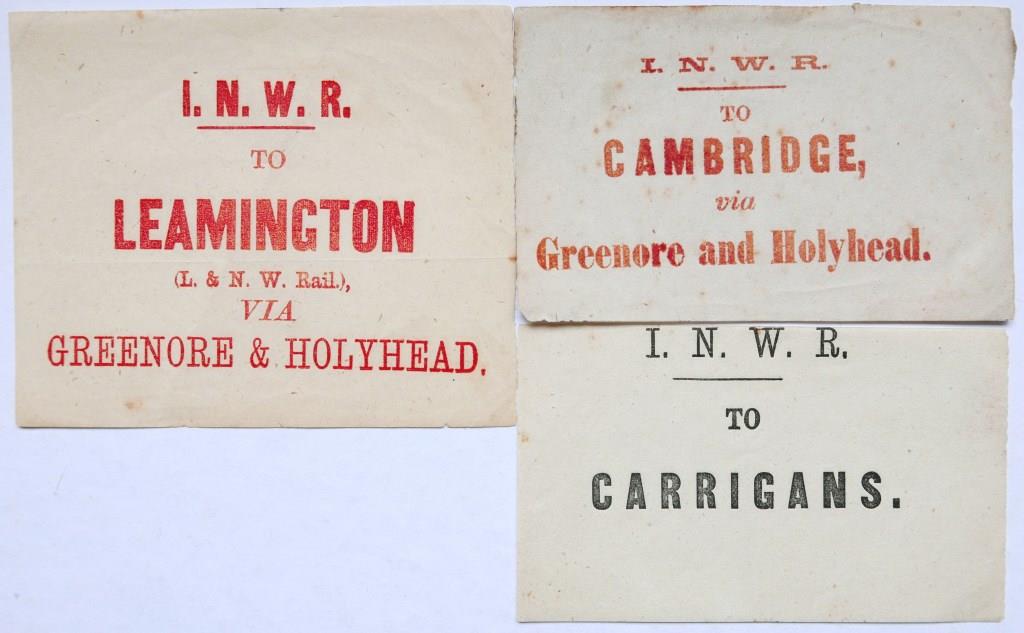 I. N. W. R.
TO
LEAMINGTON
(L. & N. W. Rail.),
VIA
GREENORE & HOLYHEAD.
I. N. W. R.
TO
CAMBRIDGE,
via
Greenore and Holyhead.
I. N. W. R.
TO
CARRIGANS.